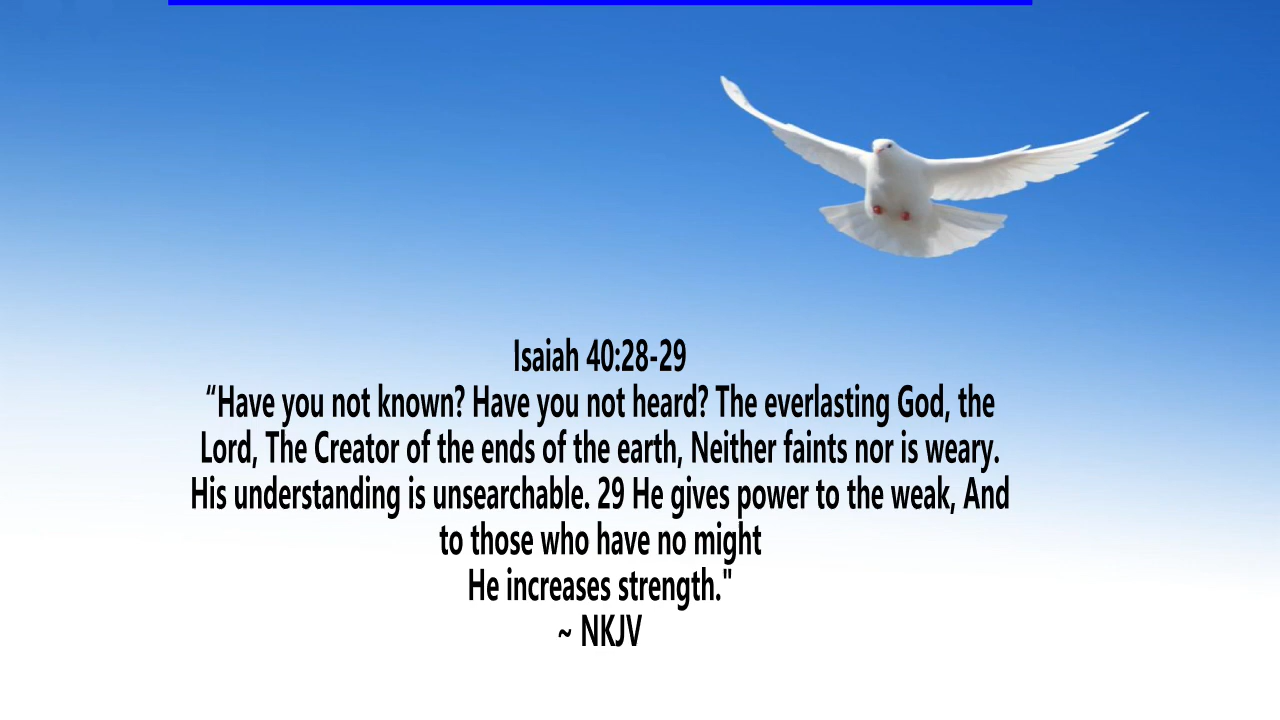 Isaiah 40:28-29
“Have you not known? Have you not heard? The everlasting God, the
Lord, The Creator of the ends of the earth, Neither faints nor is weary.
His understanding is unsearchable. 29 He gives power to the weak, And
to those who have no might
He increases strength."
~ NKJV